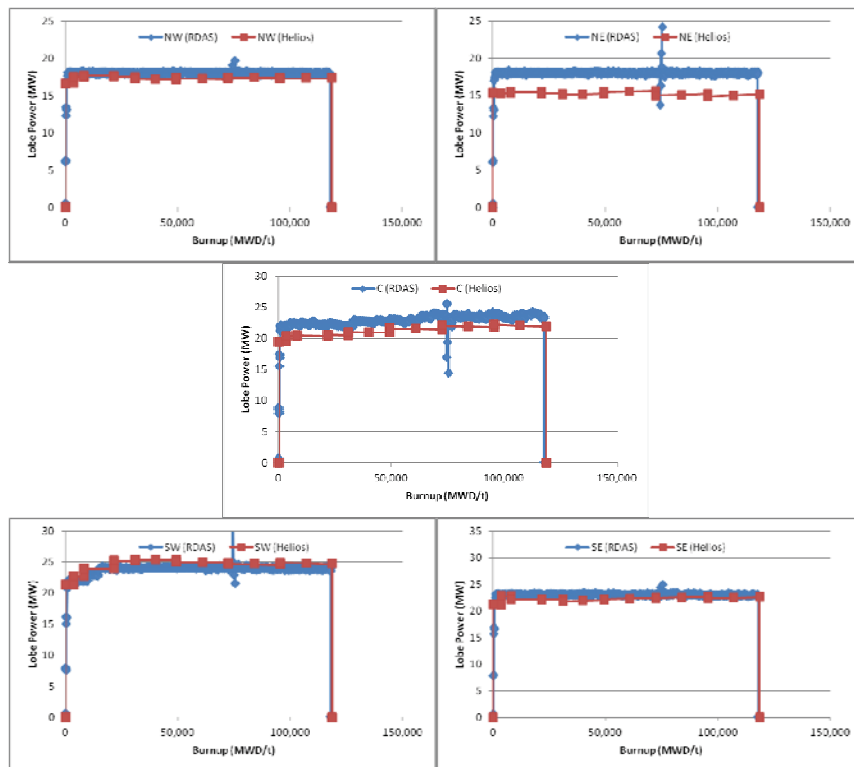 25
NW (RDAS) NW (Helios)
20
15
10
5
0
Lobe Power (MW)
0 50,000 100,000 150,000
Burnup (MWD/t)
25
NE (RDAS) NE (Helios)
20
15
10
5
0
Lobe Power (MW)
0 50,000 100,000 150,000
Burnup (MWD/t)
30
C (RDAS) C (Helios)
25
20
15
10
5
0
Lobe Power (MW)
0 50,000 100,000 150,000
Burnup (MWD/t)
30
SW (RDAS) SW (Helios)
25
20
15
10
5
0
Lobe Power (MW)
0 50,000 100,000 150,000
Burnup (MWD/t)
35
SE (RDAS) SE (Helios)
30
25
20
15
10
5
0
Lobe Power (MW)
0 50,000 100,000 150,000
Burnup (MWD/t)